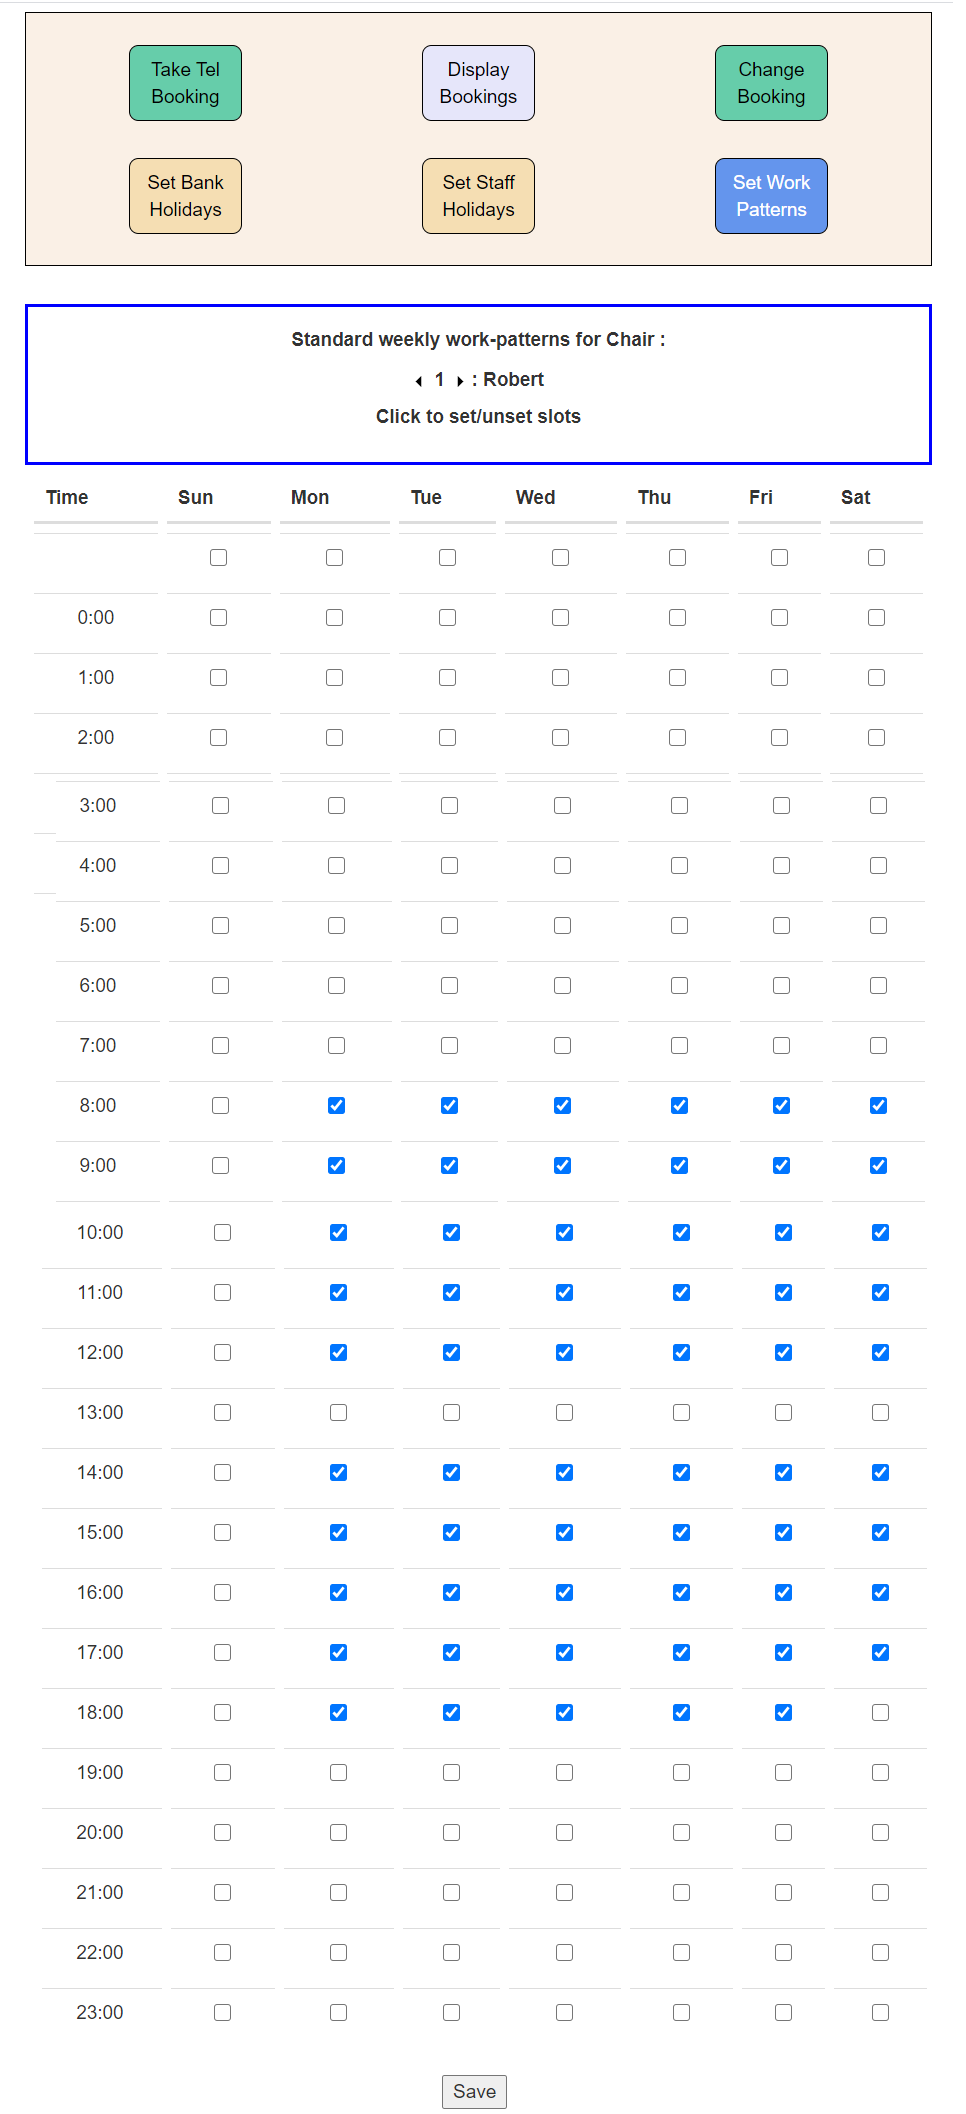 Take Tel Booking
Display Bookings
Change Booking
Set Bank Holidays
Set Staff Holidays
Set Work Patterns
Standard weekly work-patterns for Chair :
1 : Robert
Click to set/unset slots
Time Sun Mon Tue Wed Thu Fri Sat
0:00
1:00
2:00
3:00
4:00
5:00
6:00
7:00
8:00
9:00
10:00
11:00
12:00
13:00
14:00
15:00
16:00
17:00
18:00
19:00
20:00
21:00
22:00
23:00
Save